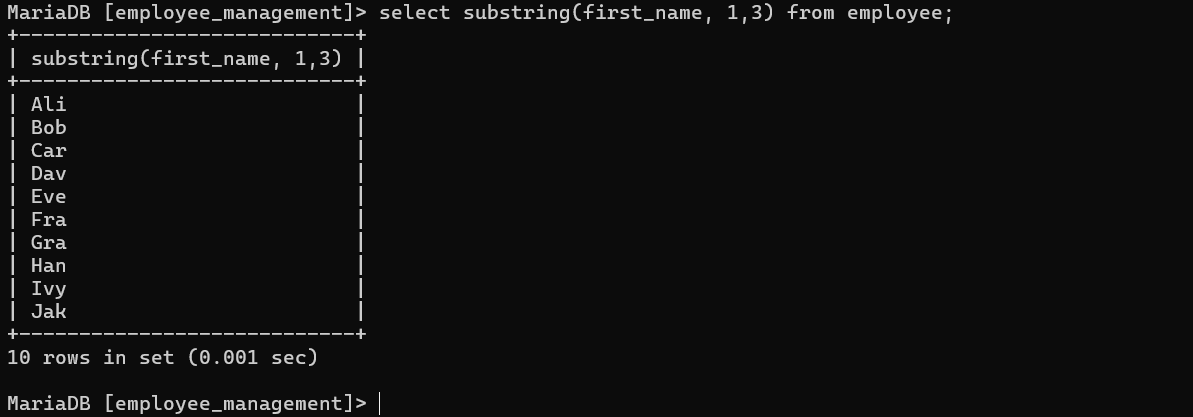 MariaDB [employee_management]> select substring(first_name, 1,3) from employee;
+----------------------------+
| substring(first_name, 1,3) |
+----------------------------+
| Ali                        |
| Bob                        |
| Car                        |
| Dav                        |
| Eve                        |
| Fra                        |
| Gra                        |
| Han                        |
| Ivy                        |
| Jak                        |
+----------------------------+
10 rows in set (0.001 sec)
MariaDB [employee_management]>